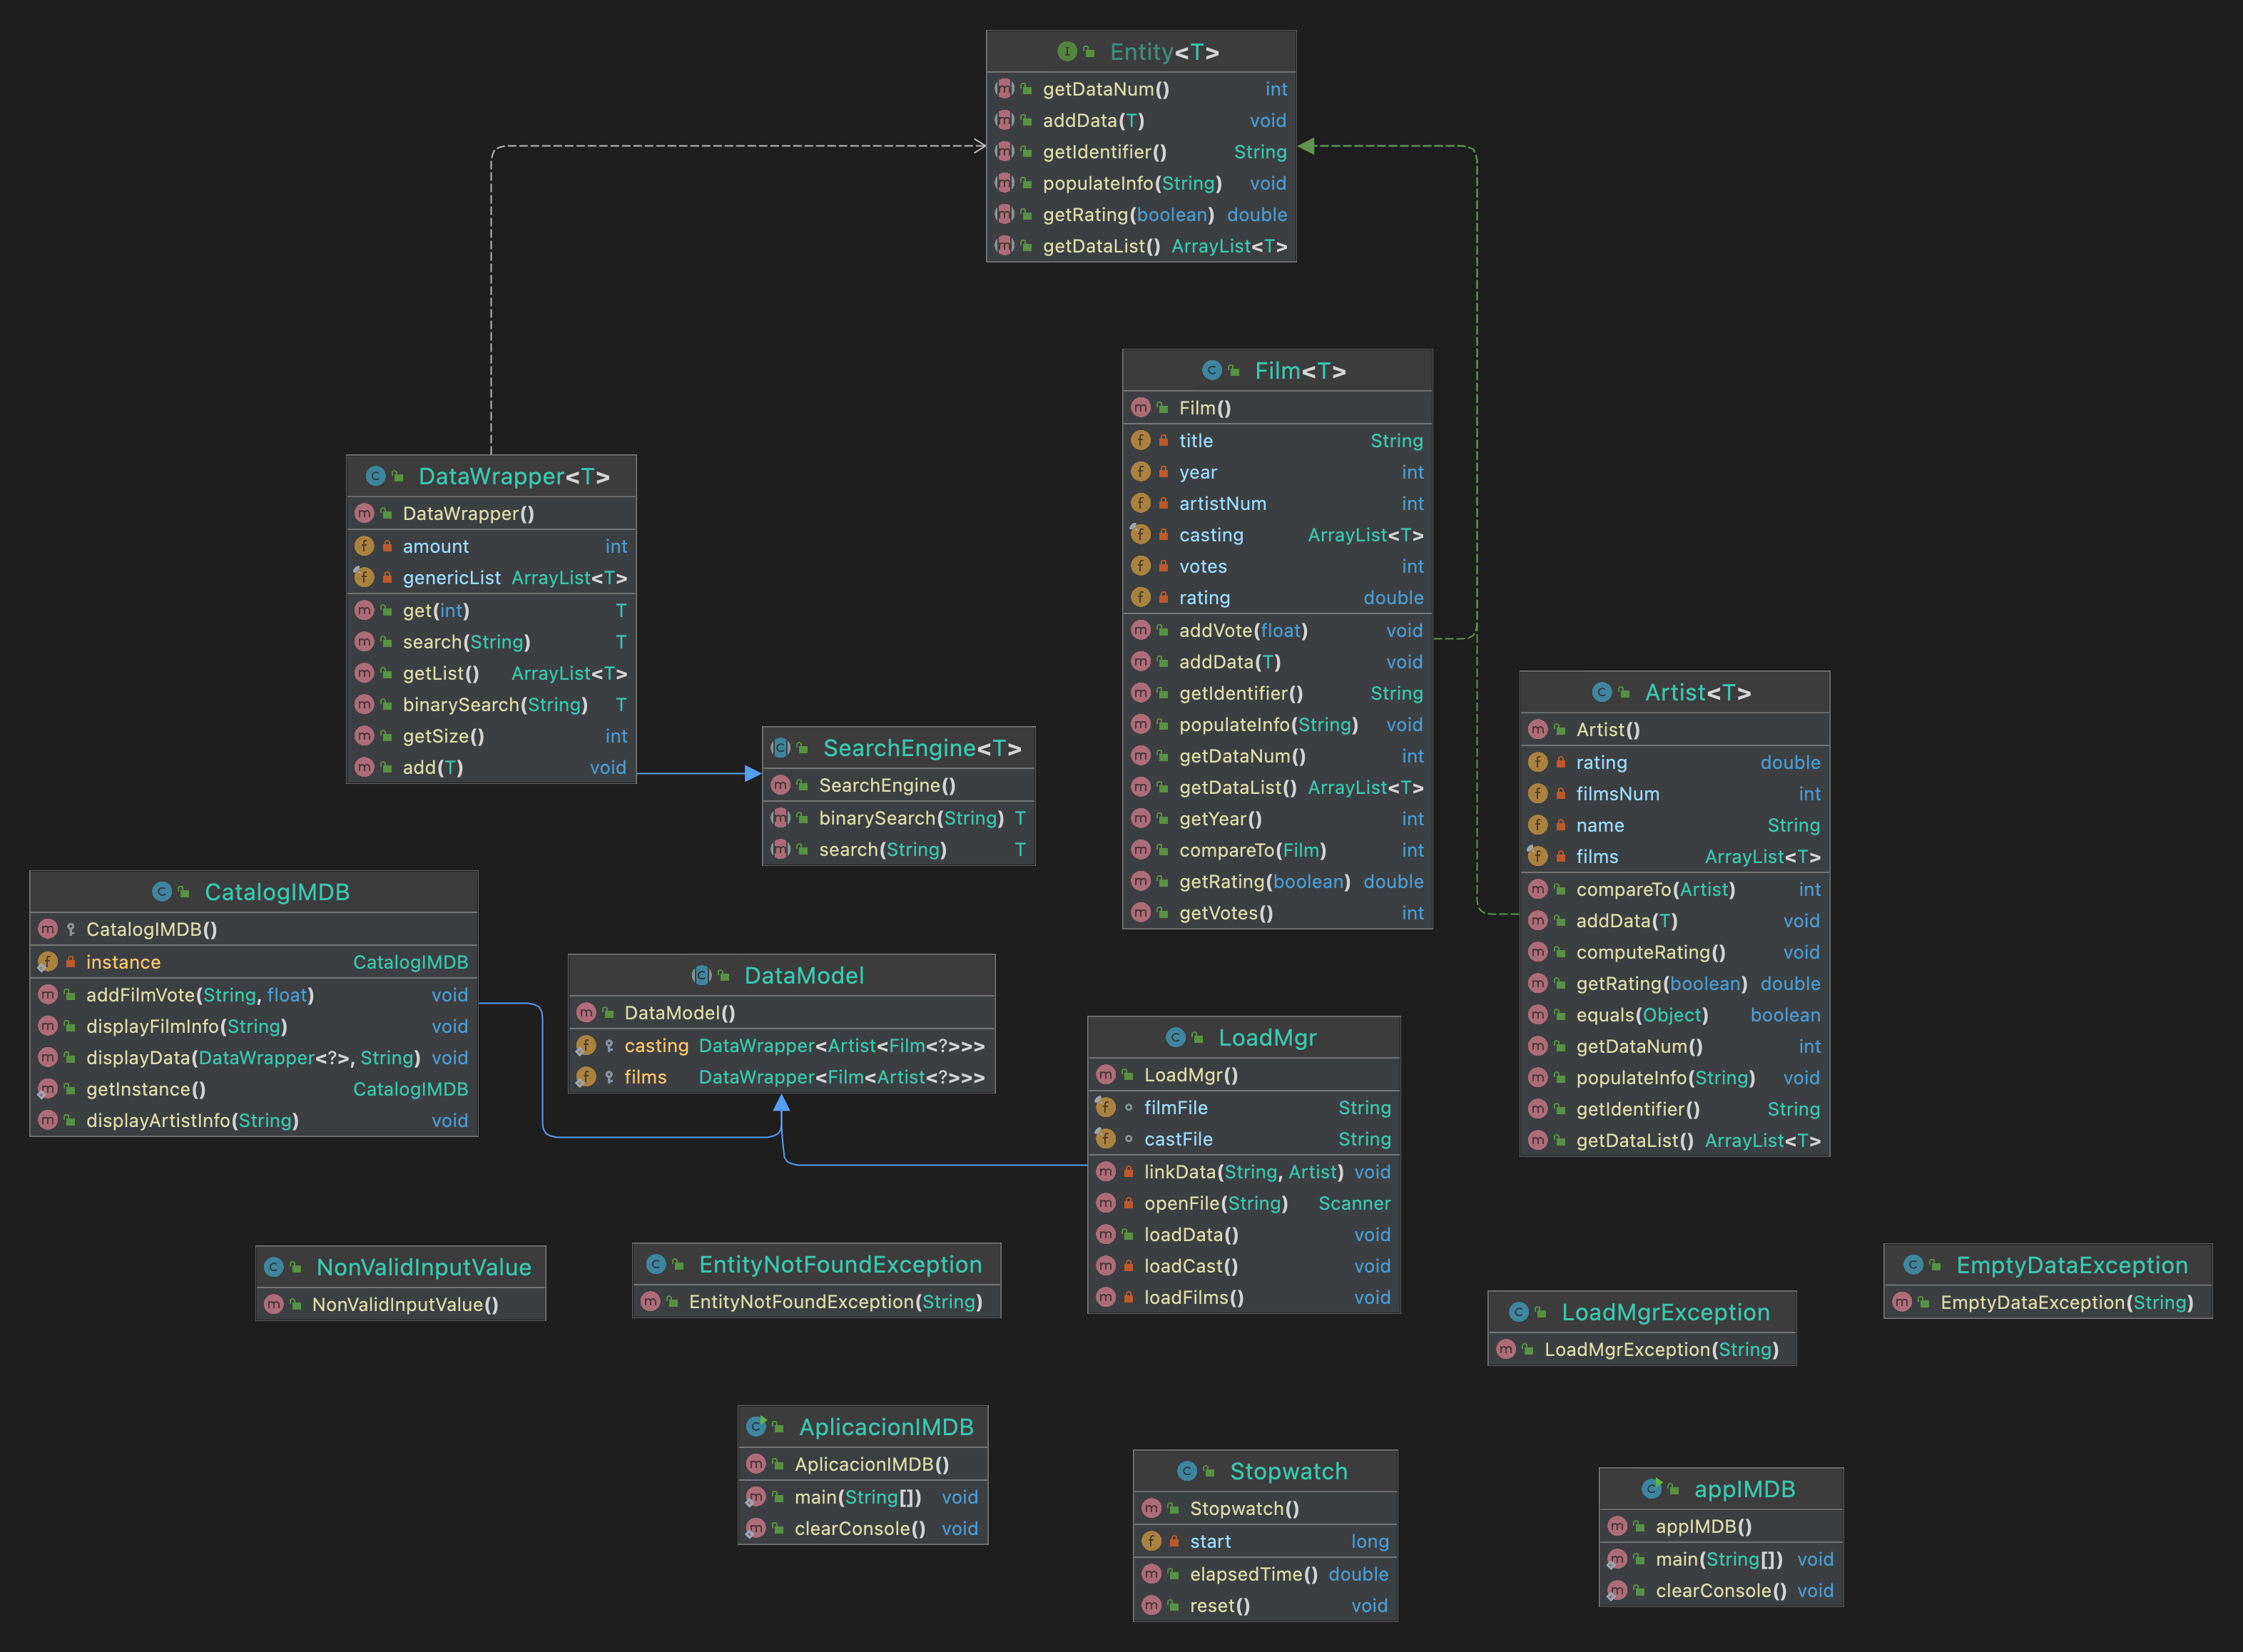 Entity<T>
getDataNum() int
addData(T) void
getIdentifier() String
populateInfo(String) void
getRating(boolean) double
getDataList() ArrayList<T>
Film<T>
Film()
title String
year int
artistNum int
casting ArrayList<T>
votes int
rating double
addVote(float) void
addData(T) void
getIdentifier() String
populateInfo(String) void
getDataNum() int
getDataList() ArrayList<T>
getYear() int
compareTo(Film) int
getRating(boolean) double
getVotes() int
DataWrapper<T>
DataWrapper()
amount int
genericList ArrayList<T>
get(int) T
search(String) T
getList() ArrayList<T>
binarySearch(String) T
getSize() int
add(T) void
SearchEngine<T>
SearchEngine()
binarySearch(String) T
search(String) T
Artist<T>
Artist()
rating double
filmsNum int
name String
films ArrayList<T>
compareTo(Artist) int
addData(T) void
computeRating() void
getRating(boolean) double
equals(Object) boolean
getDataNum() int
populateInfo(String) void
getIdentifier() String
getDataList() ArrayList<T>
CatalogIMDB
CatalogIMDB()
instance CatalogIMDB
addFilmVote(String, float) void
displayFilmInfo(String) void
displayData(DataWrapper<?>, String) void
getInstance() CatalogIMDB
displayArtistInfo(String) void
DataModel
DataModel()
casting DataWrapper<Artist<Film<?>>>
films DataWrapper<Film<Artist<?>>>
LoadMgr
LoadMgr()
filmFile String
castFile String
linkData(String, Artist) void
openFile(String) Scanner
loadData() void
loadCast() void
loadFilms() void
NonValidInputValue
NonValidInputValue()
EntityNotFoundException
EntityNotFoundException(String)
LoadMgrException
LoadMgrException(String)
EmptyDataException
EmptyDataException(String)
AplicacionIMDB
AplicacionIMDB()
main(String[]) void
clearConsole() void
Stopwatch
Stopwatch()
start long
elapsedTime() double
reset() void
appIMDB
appIMDB()
main(String[]) void
clearConsole() void